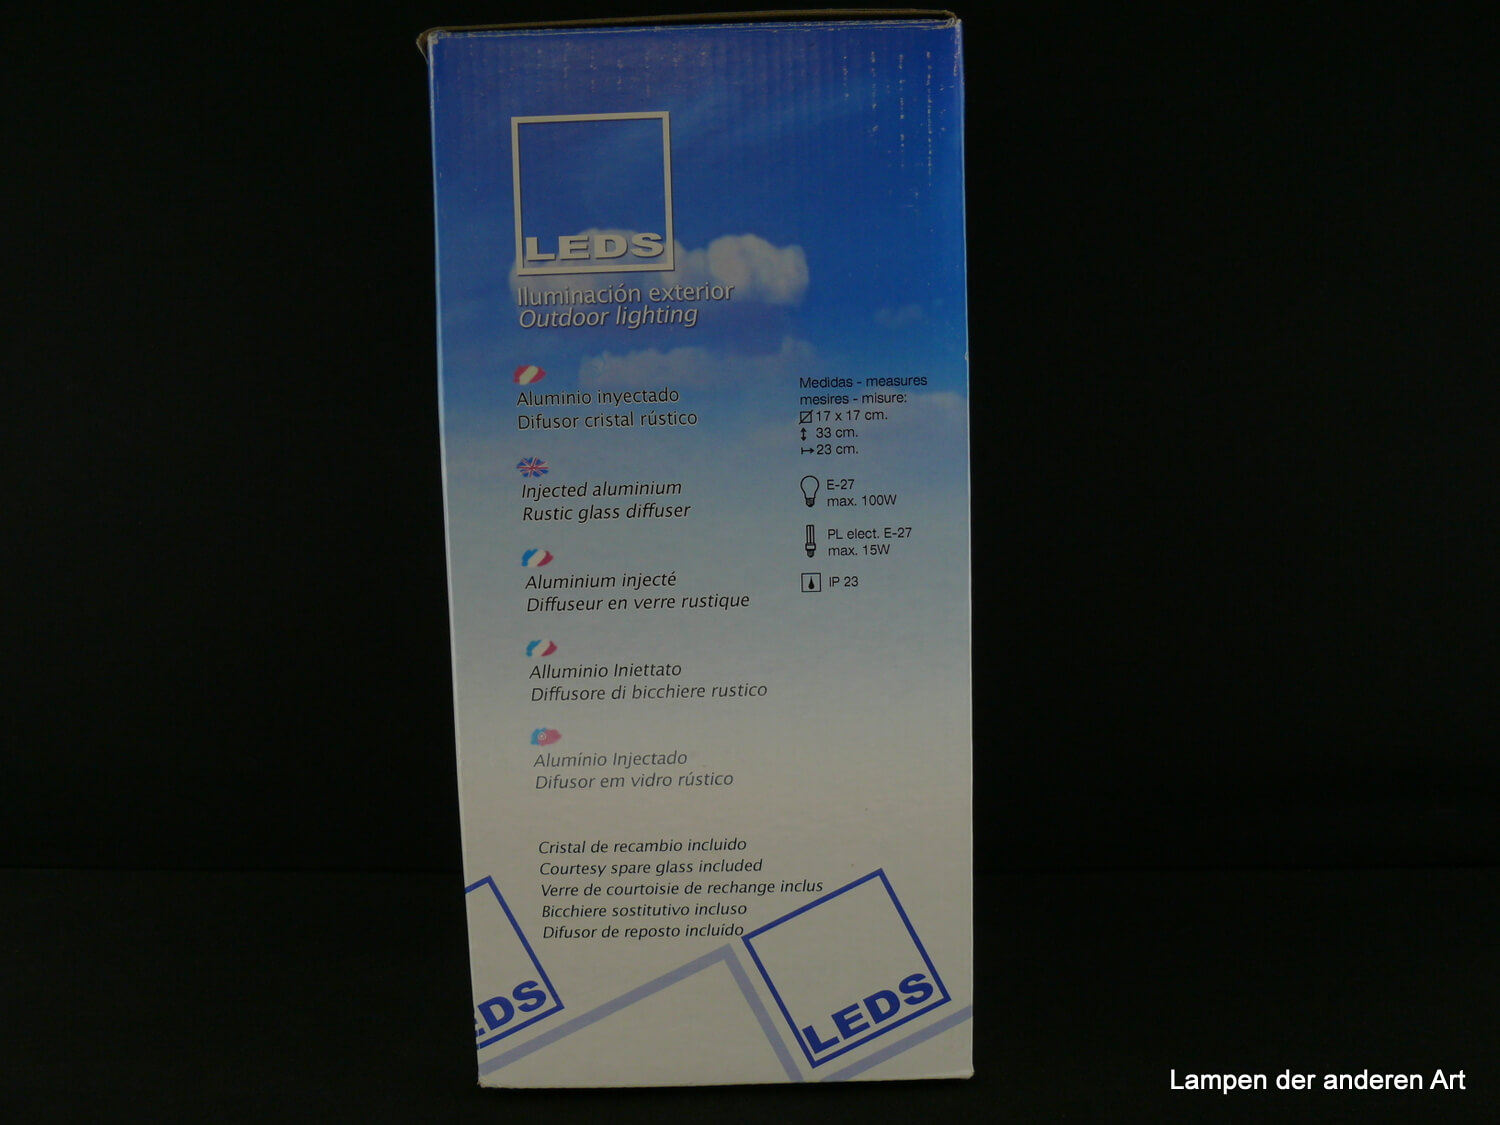 LEDS
Iluminación exterior
Outdoor lighting
Aluminio inyectado
Difusor cristal rústico
Injected aluminium
Rustic glass diffuser
Aluminium injecté
Diffuseur en verre rustique
Alluminio Iniettato
Diffusore di bicchiere rustico
Alumínio Injectado
Difusor em vidro rústico
Medidas - measures
mesires - misure:
17 x 17 cm.
33 cm.
23 cm.
E-27
max. 100W
PL elect. E-27
max. 15W
IP 23
Cristal de recambio incluido
Courtesy spare glass included
Verre de courtoisie de rechange inclus
Bicchiere sostitutivo incluso
Difusor de reposto incluído
EDS
LEDS
Lampen der anderen Art